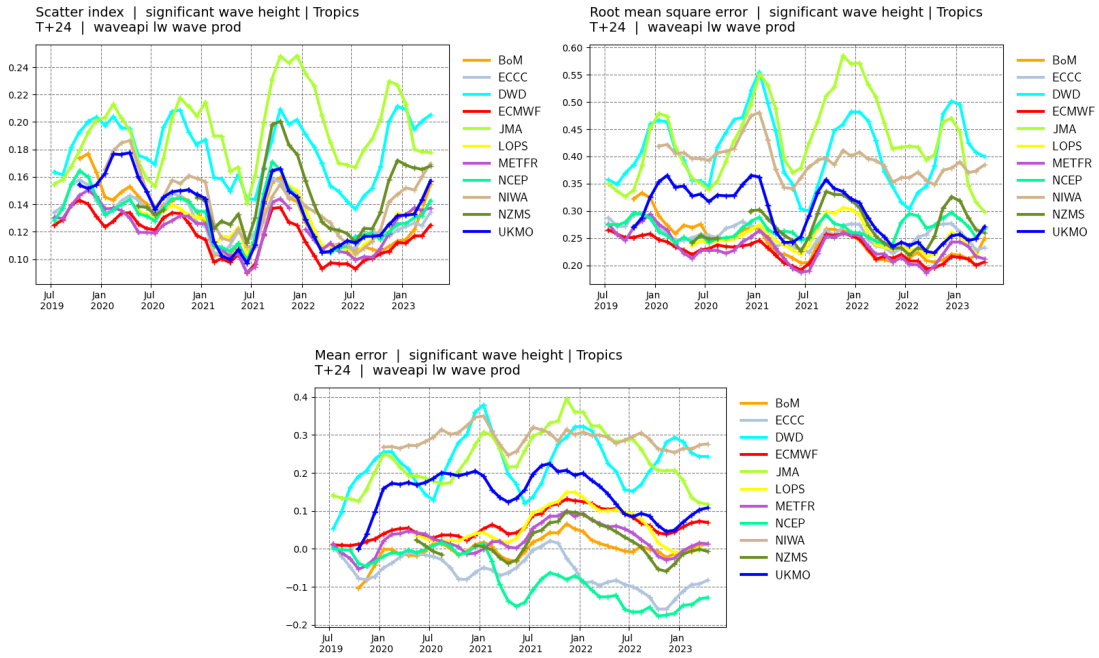 Scatter index | significant wave height | Tropics
T+24 | waveapi lw wave prod
0.24
0.22
0.20
0.18
0.16
0.14
0.12
0.10
Jul 2019
Jan 2020
Jul 2020
Jan 2021
Jul 2021
Jan 2022
Jul 2022
Jan 2023
BoM
ECCC
DWD
ECMWF
JMA
LOPS
METFR
NCEP
NIWA
NZMS
UKMO
Root mean square error | significant wave height | Tropics
T+24 | waveapi lw wave prod
0.60
0.55
0.50
0.45
0.40
0.35
0.30
0.25
0.20
Jul 2019
Jan 2020
Jul 2020
Jan 2021
Jul 2021
Jan 2022
Jul 2022
Jan 2023
BoM
ECCC
DWD
ECMWF
JMA
LOPS
METFR
NCEP
NIWA
NZMS
UKMO
Mean error | significant wave height | Tropics
T+24 | waveapi lw wave prod
0.4
0.3
0.2
0.1
0.0
−0.1
−0.2
Jul 2019
Jan 2020
Jul 2020
Jan 2021
Jul 2021
Jan 2022
Jul 2022
Jan 2023
BoM
ECCC
DWD
ECMWF
JMA
LOPS
METFR
NCEP
NIWA
NZMS
UKMO